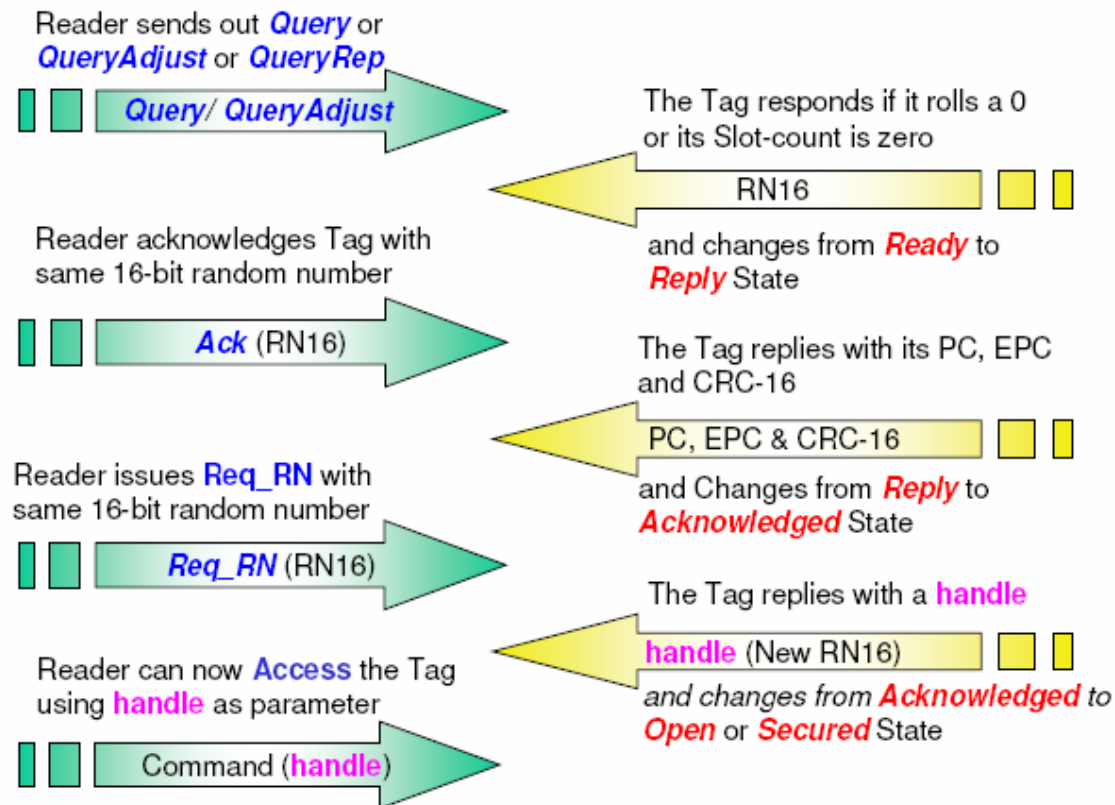 Reader sends out Query or
QueryAdjust or QueryRep
Query/ QueryAdjust
The Tag responds if it rolls a 0
or its Slot-count is zero
RN16
and changes from Ready to
Reply State
Reader acknowledges Tag with
same 16-bit random number
Ack (RN16)
The Tag replies with its PC, EPC
and CRC-16
PC, EPC & CRC-16
and Changes from Reply to
Acknowledged State
Reader issues Req_RN with
same 16-bit random number
Req_RN (RN16)
The Tag replies with a handle
handle (New RN16)
and changes from Acknowledged to
Open or Secured State
Reader can now Access the Tag
using handle as parameter
Command (handle)